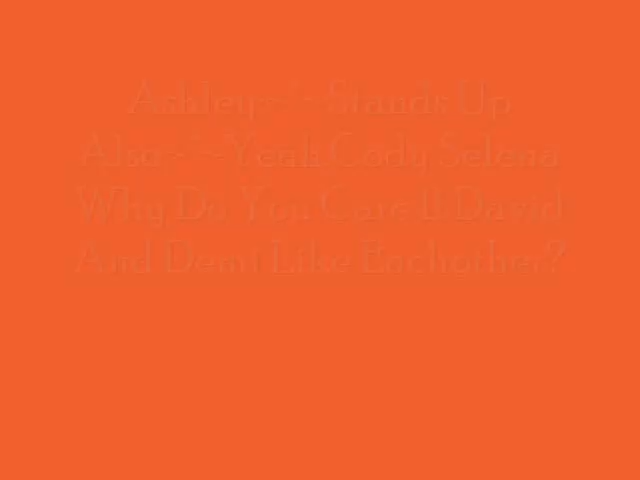 Ashley:~'~Stands Up
Also~'~Yeah Cody Selena
Why Do You Care If David
And Demi Like Eachother?